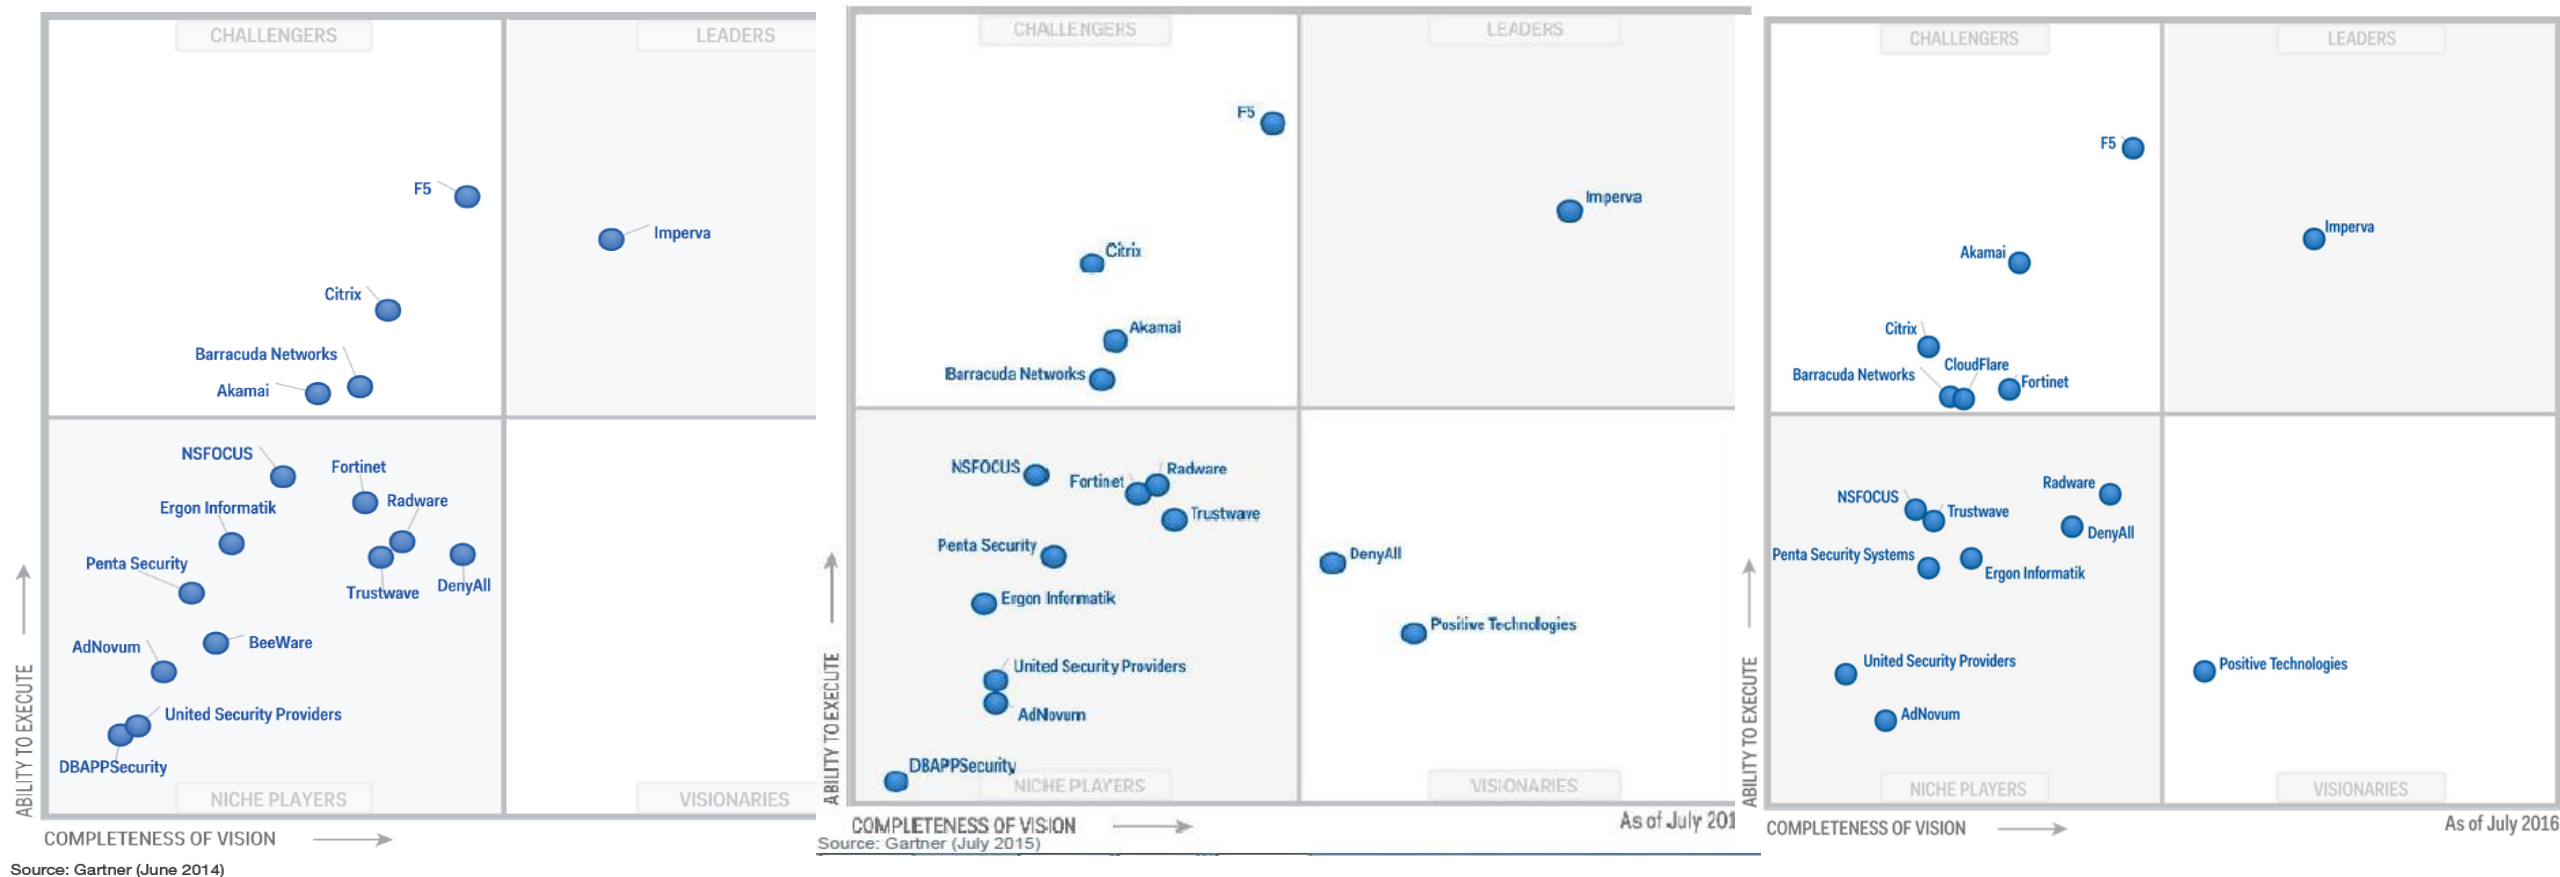 CHALLENGERS
LEADERS
F5
Imperva
Citrix
Barracuda Networks
Akamai
NSFOCUS
Fortinet
Ergon Informatik
Radware
Penta Security
Trustwave
DenyAll
AdNovum
BeeWare
United Security Providers
DBAPPSecurity
NICHE PLAYERS
VISIONARIES
ABILITY TO EXECUTE
COMPLETENESS OF VISION
Source: Gartner (June 2014)
CHALLENGERS
LEADERS
F5
Imperva
Citrix
Akamai
Barracuda Networks
NSFOCUS
Radware
Fortinet
Trustwave
Penta Security
DenyAll
Ergon Informatik
Positive Technologies
United Security Providers
AdNovum
DBAPPSecurity
NICHE PLAYERS
VISIONARIES
ABILITY TO EXECUTE
COMPLETENESS OF VISION
As of July 201
Source: Gartner (July 2015)
CHALLENGERS
LEADERS
F5
Imperva
Akamai
Citrix
CloudFlare
Barracuda Networks
Fortinet
Radware
NSFOCUS
Trustwave
DenyAll
Penta Security Systems
Ergon Informatik
United Security Providers
Positive Technologies
AdNovum
NICHE PLAYERS
VISIONARIES
ABILITY TO EXECUTE
COMPLETENESS OF VISION
As of July 2016